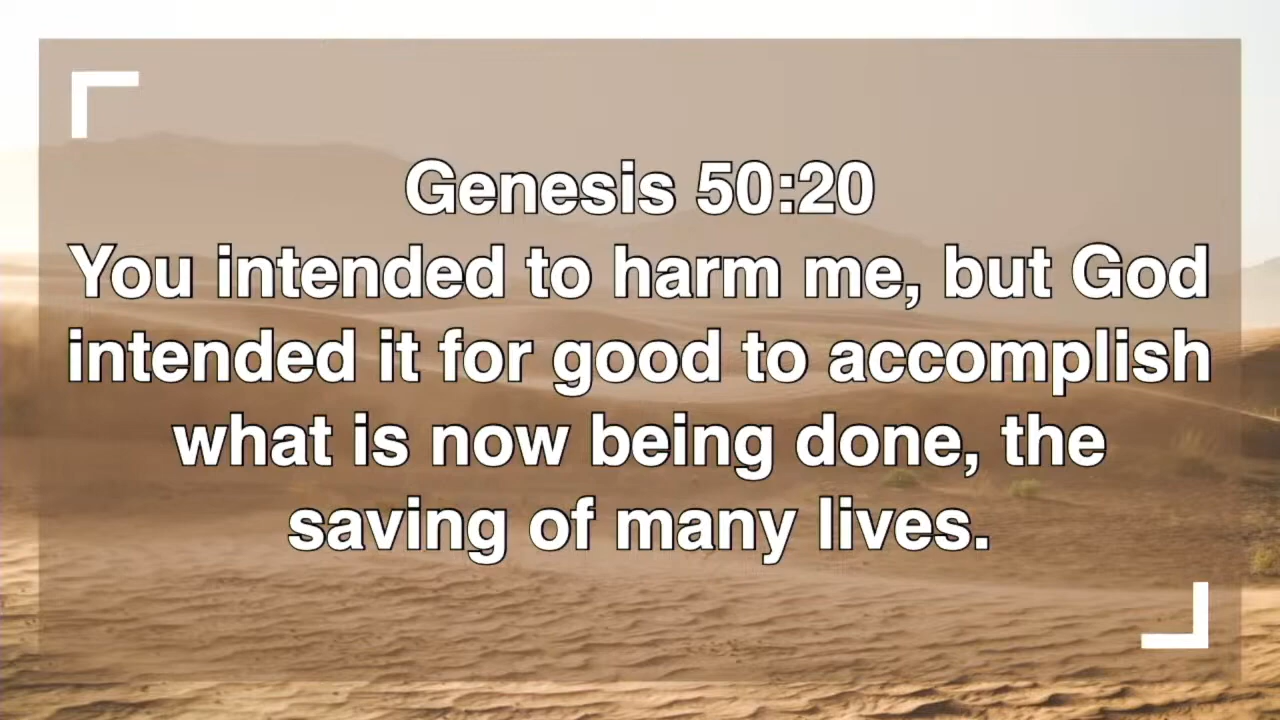 Genesis 50:20
You intended to harm me, but God
intended it for good to accomplish
what is now being done, the
saving of many lives.